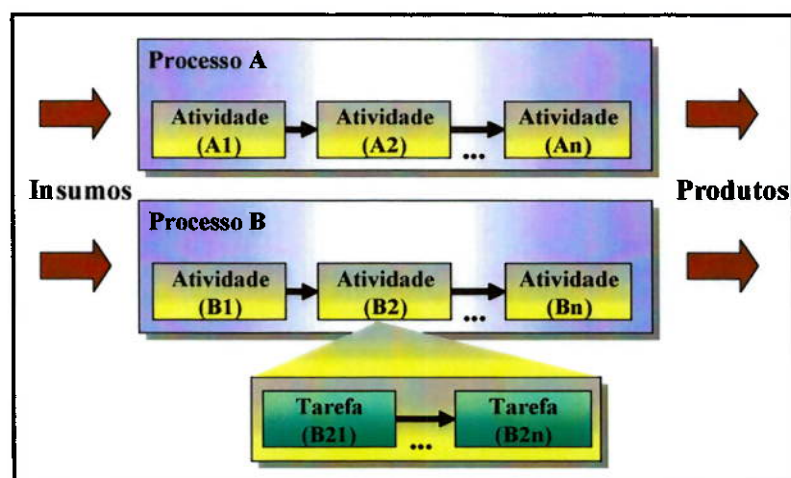 Processo A
Atividade
(A1)
Atividade
(A2)
...
Atividade
(An)
Insumos
Produtos
Processo B
Atividade
(B1)
Atividade
(B2)
...
Atividade
(Bn)
Tarefa
(B21)
...
Tarefa
(B2n)